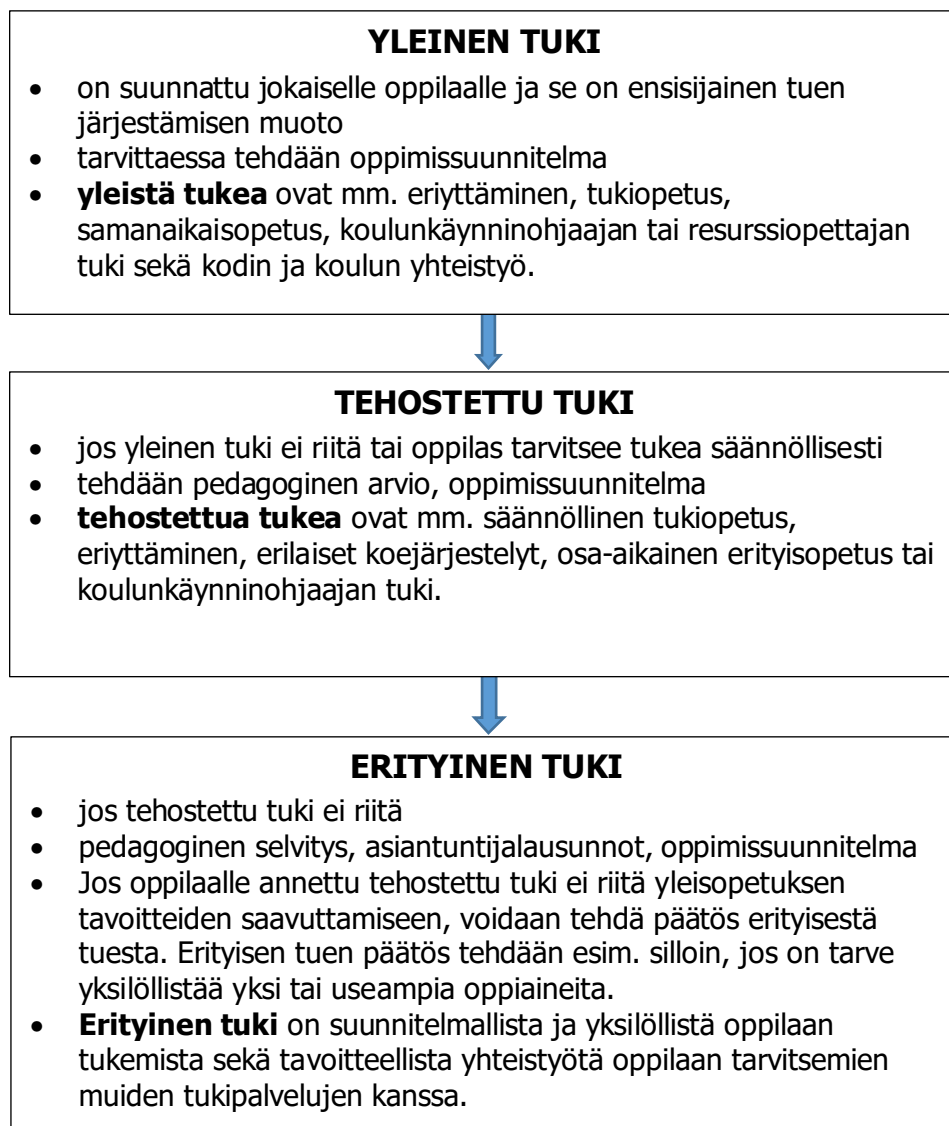 YLEINEN TUKI
• on suunnattu jokaiselle oppilaalle ja se on ensisijainen tuen
järjestämisen muoto
• tarvittaessa tehdään oppimissuunnitelma
• yleistä tukea ovat mm. eriyttäminen, tukiopetus,
samanaikaisopetus, koulunkäynninohjaajan tai resurssiopettajan
tuki sekä kodin ja koulun yhteistyö.
TEHOSTETTU TUKI
• jos yleinen tuki ei riitä tai oppilas tarvitsee tukea säännöllisesti
• tehdään pedagoginen arvio, oppimissuunnitelma
• tehostettua tukea ovat mm. säännöllinen tukiopetus,
eriyttäminen, erilaiset koejärjestelyt, osa-aikainen erityisopetus tai
koulunkäynninohjaajan tuki.
ERITYINEN TUKI
• jos tehostettu tuki ei riitä
• pedagoginen selvitys, asiantuntijalausunnot, oppimissuunnitelma
• Jos oppilaalle annettu tehostettu tuki ei riitä yleisopetuksen
tavoitteiden saavuttamiseen, voidaan tehdä päätös erityisestä
tuesta. Erityisen tuen päätös tehdään esim. silloin, jos on tarve
yksilöllistää yksi tai useampia oppiaineita.
• Erityinen tuki on suunnitelmallista ja yksilöllistä oppilaan
tukemista sekä tavoitteellista yhteistyötä oppilaan tarvitsemien
muiden tukipalvelujen kanssa.